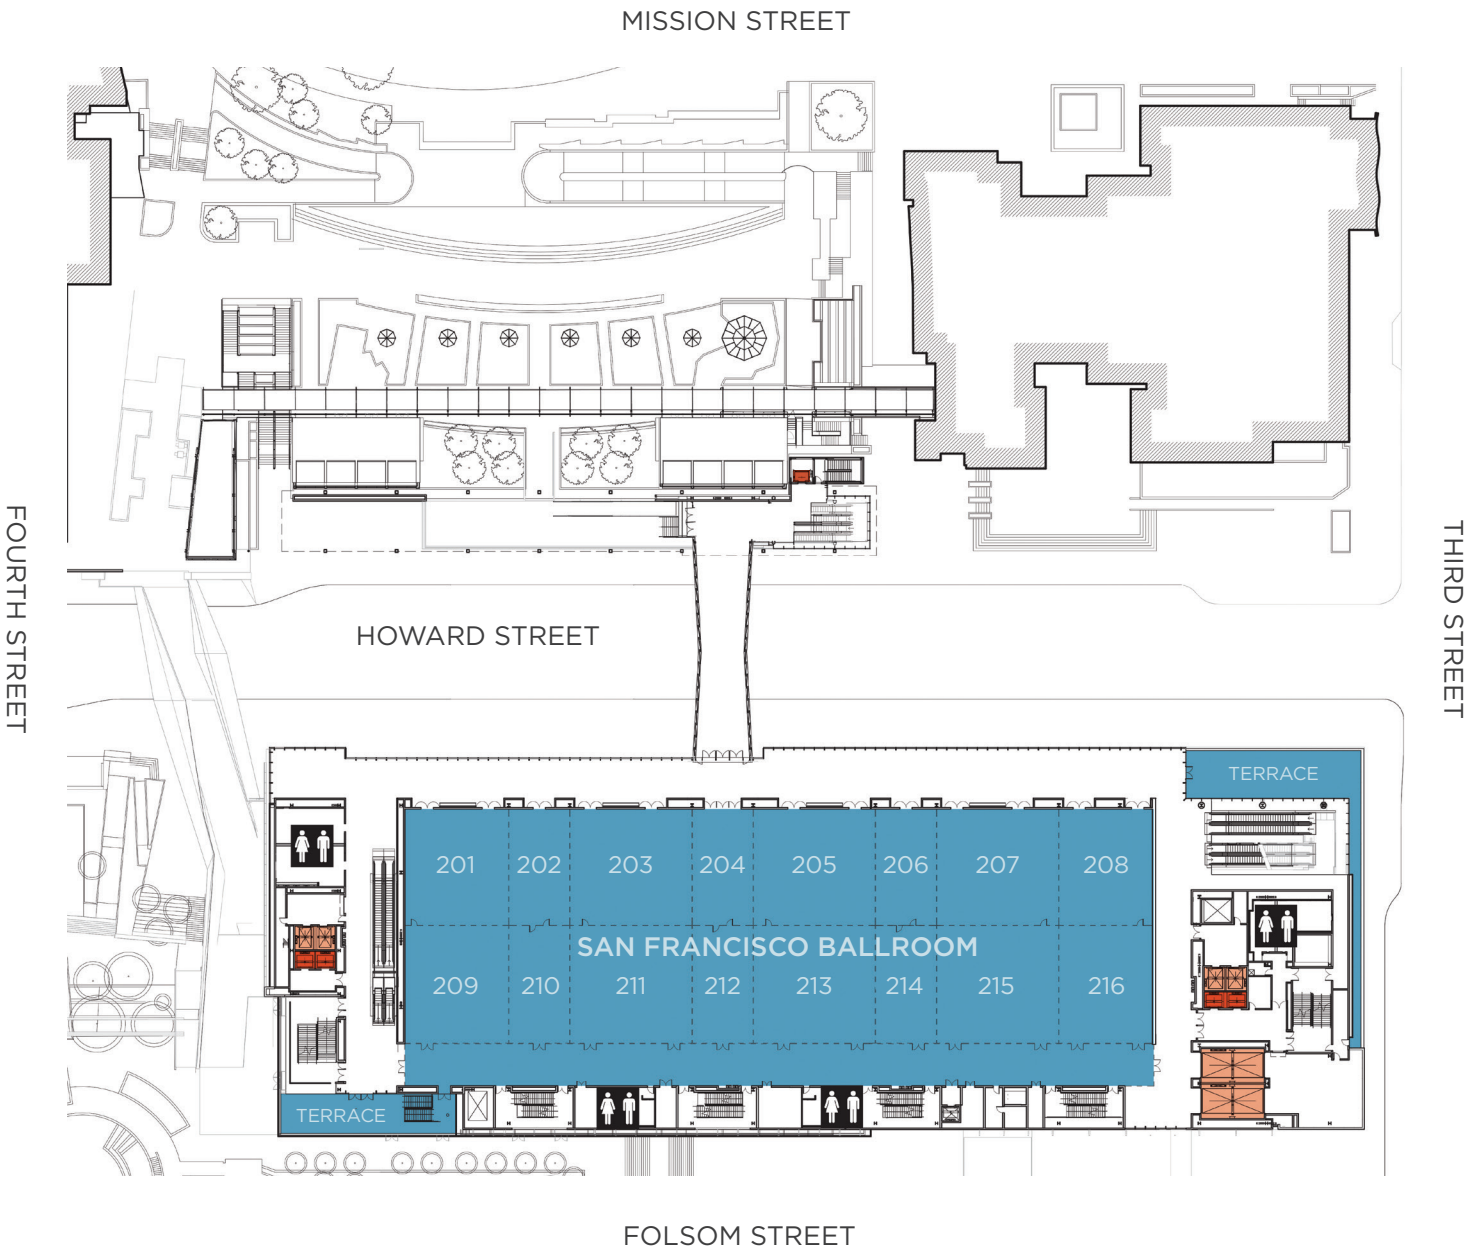 MISSION STREET
FOURTH STREET
THIRD STREET
HOWARD STREET
TERRACE
201 202 203 204 205 206 207 208
SAN FRANCISCO BALLROOM
209 210 211 212 213 214 215 216
TERRACE
FOLSOM STREET